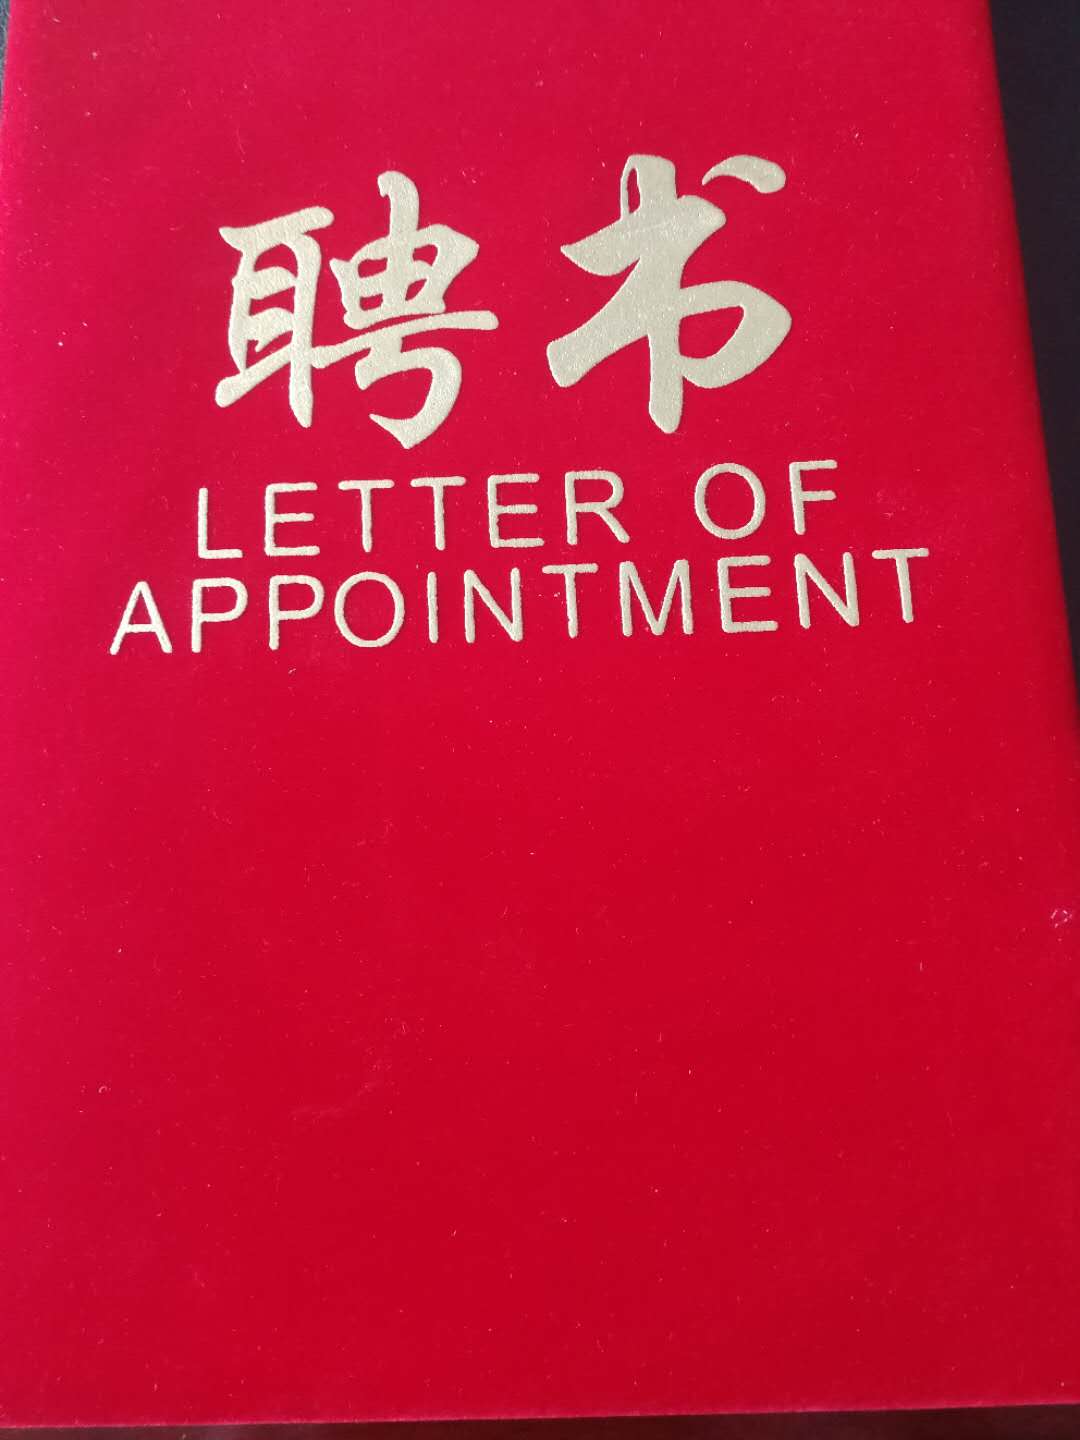 聘书
LETTER OF
APPOINTMENT